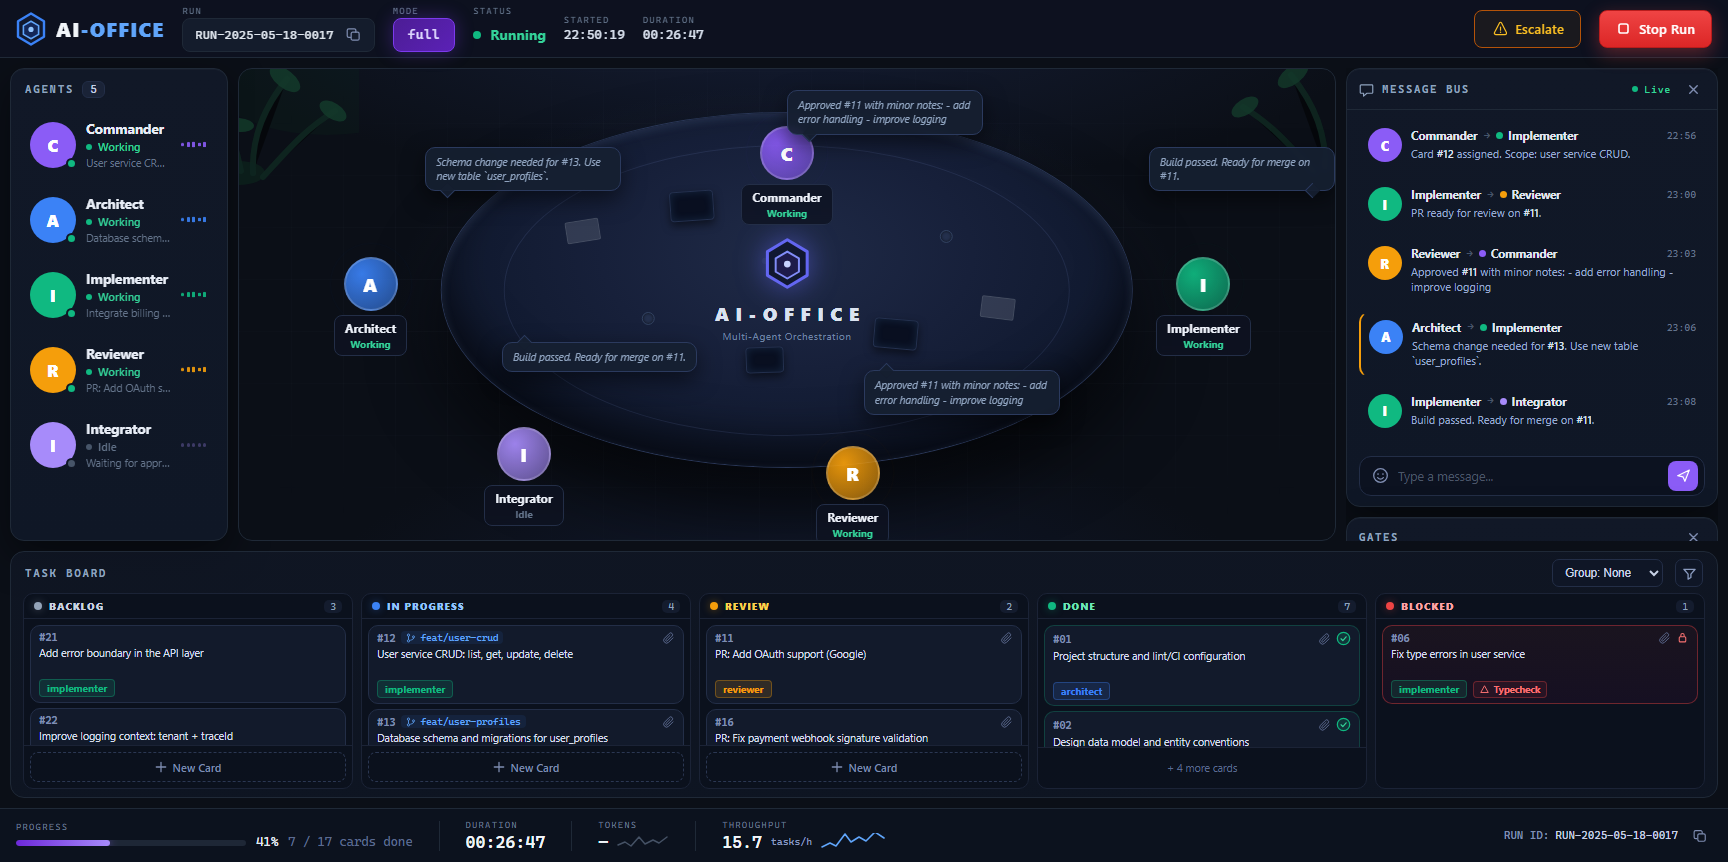 AI-OFFICE
RUN
RUN-2025-05-18-0017
MODE
full
STATUS
Running
STARTED
22:50:19
DURATION
00:26:47
Escalate
Stop Run
AGENTS 5
C
Commander
Working
User service CR...
A
Architect
Working
Database schem...
I
Implementer
Working
Integrate billing ...
R
Reviewer
Working
PR: Add OAuth s...
I
Integrator
Idle
Waiting for appr...
Approved #11 with minor notes: - add
error handling - improve logging
C
Commander
Working
Schema change needed for #13. Use
new table `user_profiles`.
Build passed. Ready for merge on
#11.
A
Architect
Working
AI-OFFICE
Multi-Agent Orchestration
I
Implementer
Working
Build passed. Ready for merge on #11.
Approved #11 with minor notes: - add
error handling - improve logging
I
Integrator
Idle
R
Reviewer
Working
MESSAGE BUS
Live
C
Commander → Implementer 22:56
Card #12 assigned. Scope: user service CRUD.
I
Implementer → Reviewer 23:00
PR ready for review on #11.
R
Reviewer → Commander 23:03
Approved #11 with minor notes: - add error handling -
improve logging
A
Architect → Implementer 23:06
Schema change needed for #13. Use new table
`user_profiles`.
I
Implementer → Integrator 23:08
Build passed. Ready for merge on #11.
Type a message...
GATES
TASK BOARD
Group: None
BACKLOG 3
#21
Add error boundary in the API layer
implementer
#22
Improve logging context: tenant + traceId
New Card
IN PROGRESS 4
#12 feat/user-crud
User service CRUD: list, get, update, delete
implementer
#13 feat/user-profiles
Database schema and migrations for user_profiles
New Card
REVIEW 2
#11
PR: Add OAuth support (Google)
reviewer
#16
PR: Fix payment webhook signature validation
New Card
DONE 7
#01
Project structure and lint/CI configuration
architect
#02
Design data model and entity conventions
+ 4 more cards
BLOCKED 1
#06
Fix type errors in user service
implementer Typecheck
PROGRESS
41% 7 / 17 cards done
DURATION
00:26:47
TOKENS
—
THROUGHPUT
15.7 tasks/h
RUN ID: RUN-2025-05-18-0017